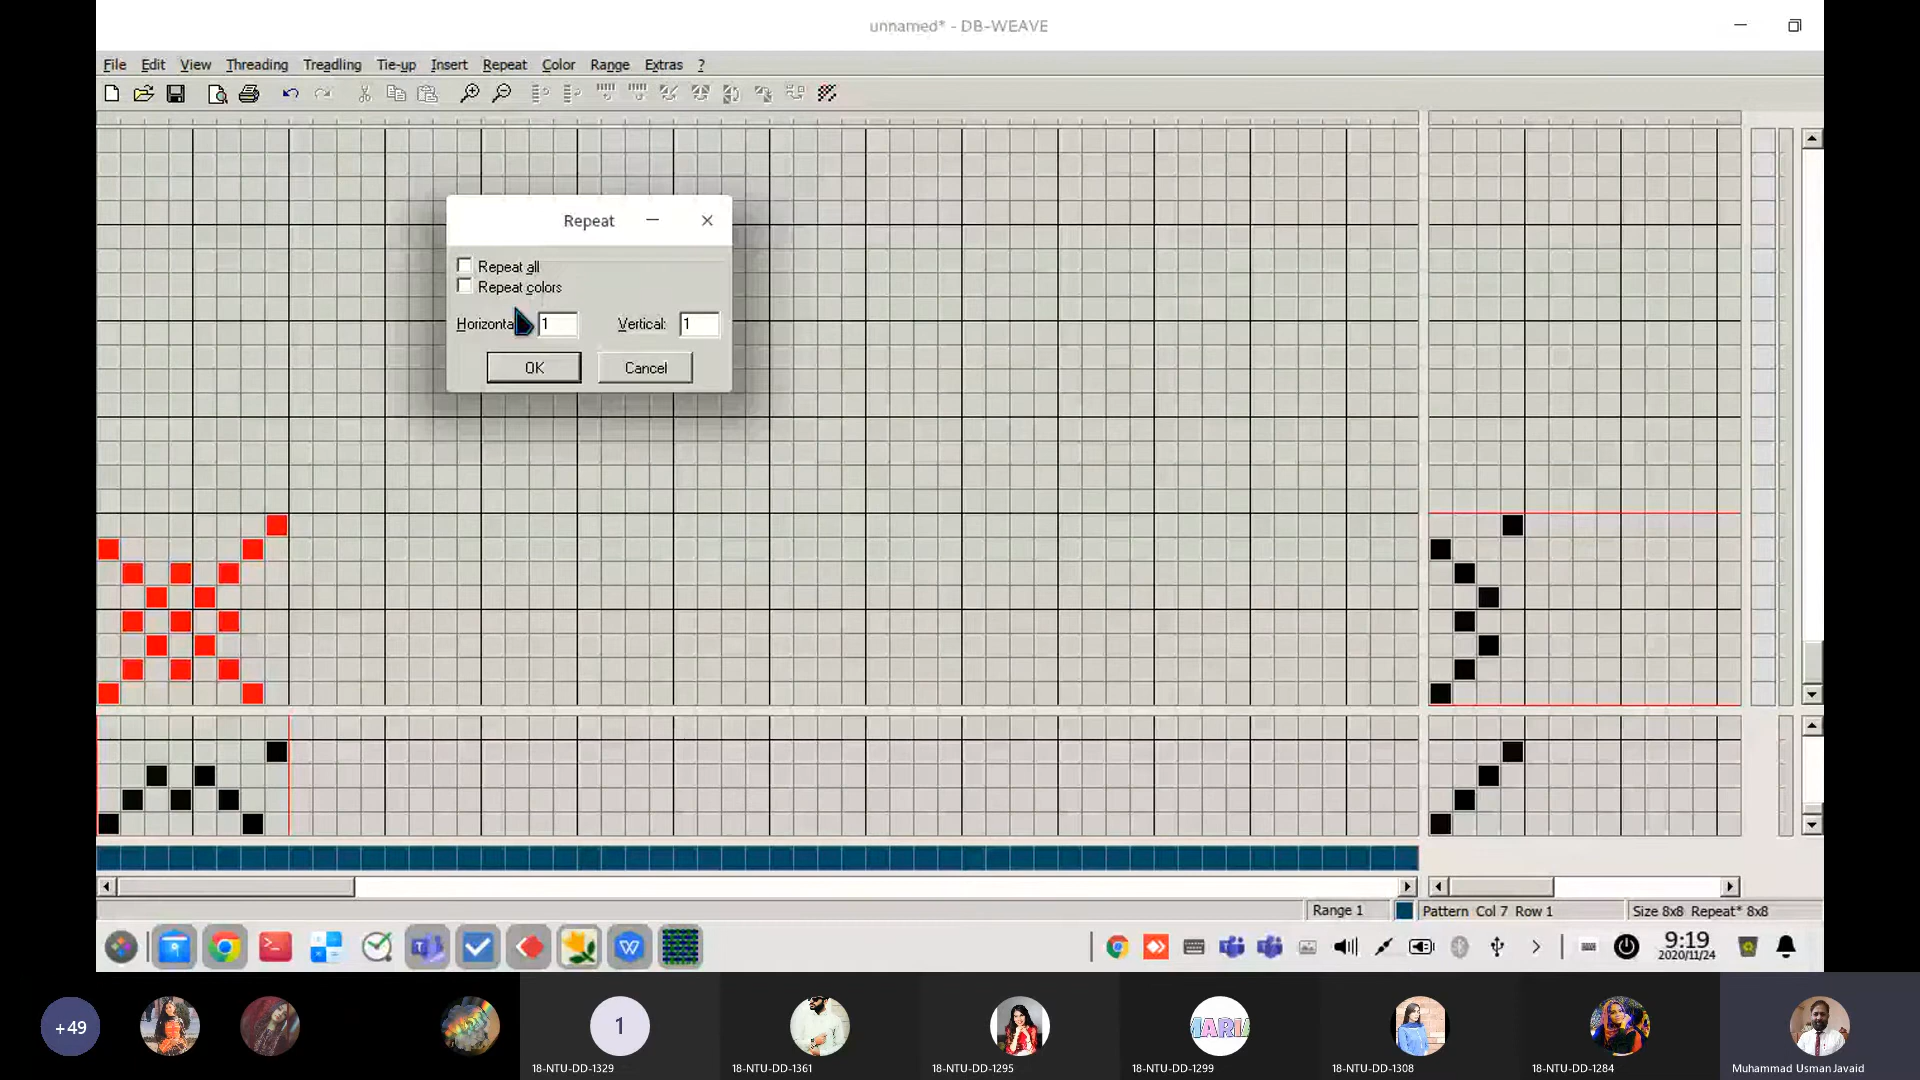 unnamed* - DB-WEAVE
File Edit View Threading Treadling Tie-up Insert Repeat Color Range Extras ?
Repeat
Repeat all
Repeat colors
Horizonta 1 Vertical: 1
OK Cancel
Range 1 Pattern Col 7 Row 1 Size 8x8 Repeat* 8x8
9:19
2020/11/24
+49
1
MARIA
18-NTU-DD-1329 18-NTU-DD-1361 18-NTU-DD-1295 18-NTU-DD-1299 18-NTU-DD-1308 18-NTU-DD-1284 Muhammad Usman Javaid